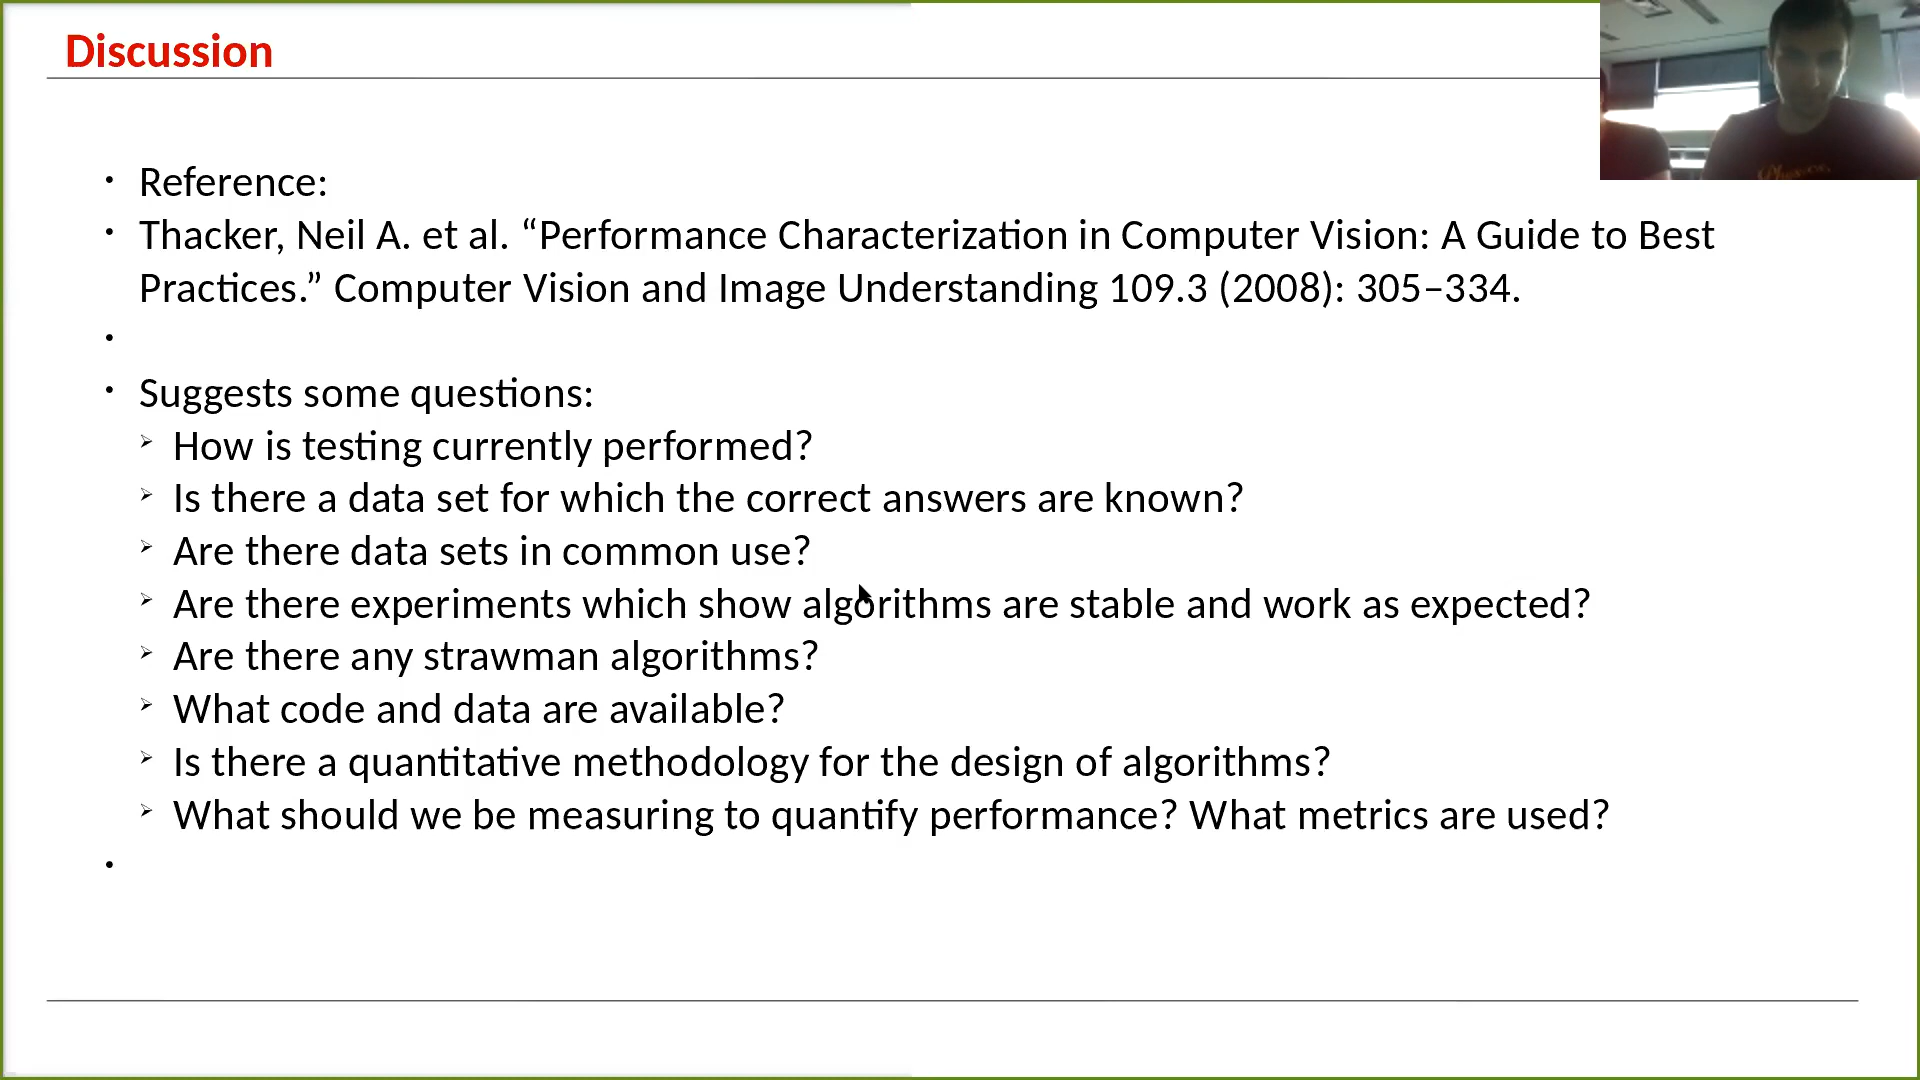 Discussion
Reference:
Thacker, Neil A. et al. “Performance Characterization in Computer Vision: A Guide to Best
Practices.” Computer Vision and Image Understanding 109.3 (2008): 305–334.
Suggests some questions:
How is testing currently performed?
Is there a data set for which the correct answers are known?
Are there data sets in common use?
Are there experiments which show algorithms are stable and work as expected?
Are there any strawman algorithms?
What code and data are available?
Is there a quantitative methodology for the design of algorithms?
What should we be measuring to quantify performance? What metrics are used?